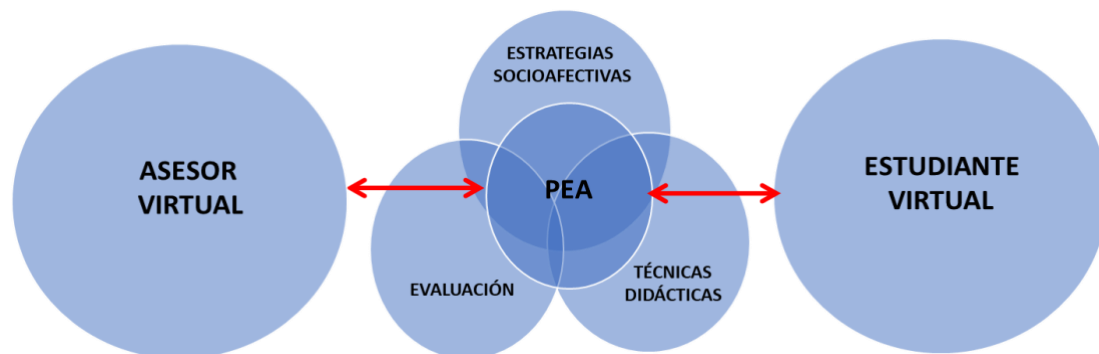 ASESOR
VIRTUAL
ESTRATEGIAS
SOCIOAFECTIVAS
PEA
EVALUACIÓN
TÉCNICAS
DIDÁCTICAS
ESTUDIANTE
VIRTUAL